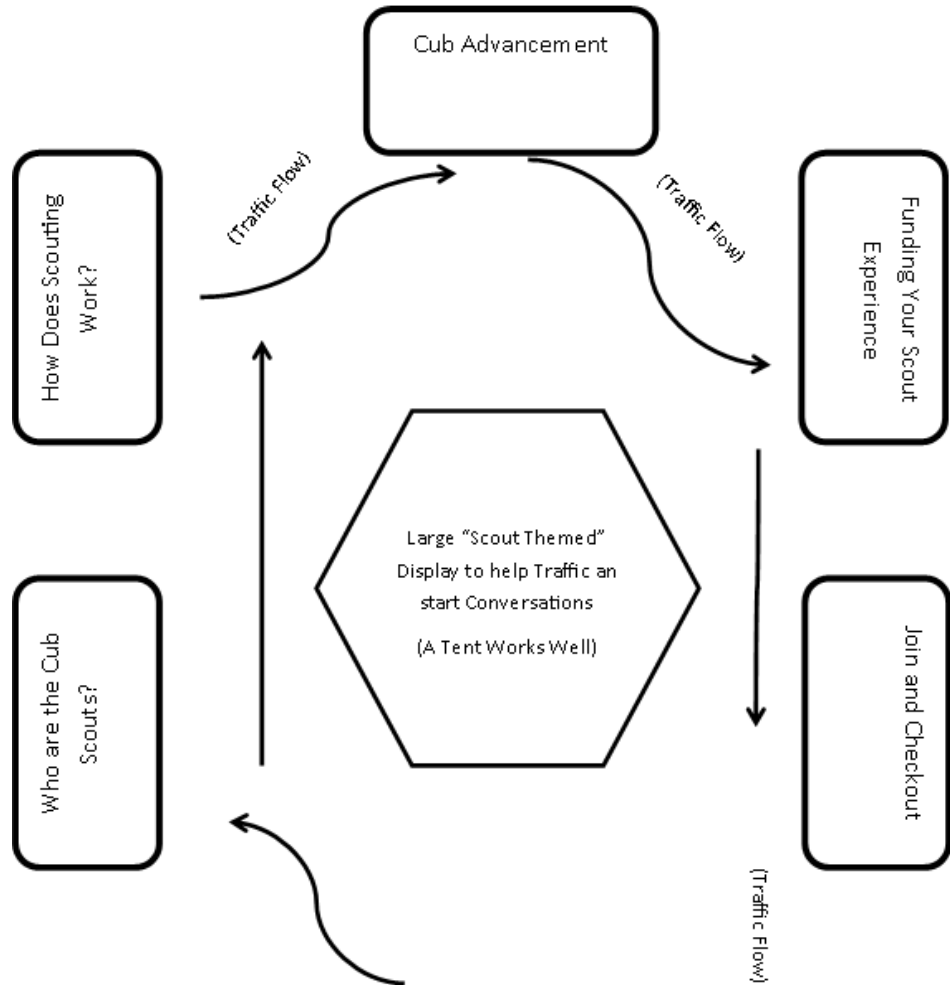 Cub Advancement
(Traffic Flow)
(Traffic Flow)
How Does Scouting
Work?
Funding Your Scout
Experience
Large “Scout Themed”
Display to help Traffic an
start Conversations
(A Tent Works Well)
Who are the Cub
Scouts?
Join and Checkout
(Traffic Flow)